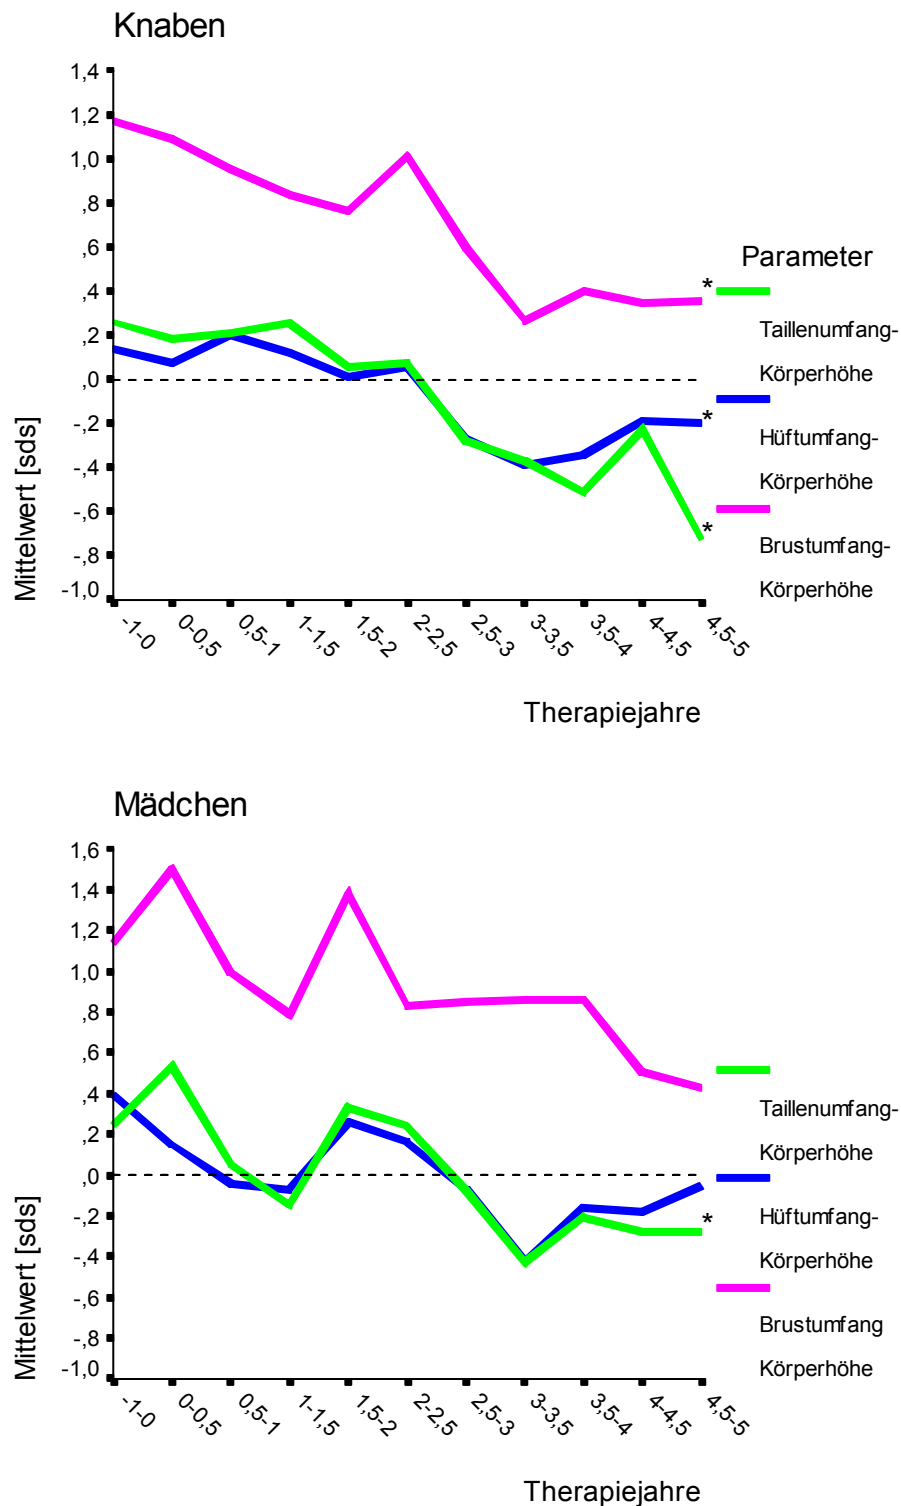 Knaben
1,4
1,2
1,0
,8
,6
,4
,2
,0
-,2
-,4
-,6
-,8
-1,0
Mittelwert [sds]
*
*
*
Parameter
Taillenumfang-
Körperhöhe
Hüftumfang-
Körperhöhe
Brustumfang-
Körperhöhe
-1-0
0-0,5
0,5-1
1-1,5
1,5-2
2-2,5
2,5-3
3-3,5
3,5-4
4-4,5
4,5-5
Therapiejahre
Mädchen
1,6
1,4
1,2
1,0
,8
,6
,4
,2
,0
-,2
-,4
-,6
-,8
-1,0
Mittelwert [sds]
*
Taillenumfang-
Körperhöhe
Hüftumfang-
Körperhöhe
Brustumfang
Körperhöhe
-1-0
0-0,5
0,5-1
1-1,5
1,5-2
2-2,5
2,5-3
3-3,5
3,5-4
4-4,5
4,5-5
Therapiejahre